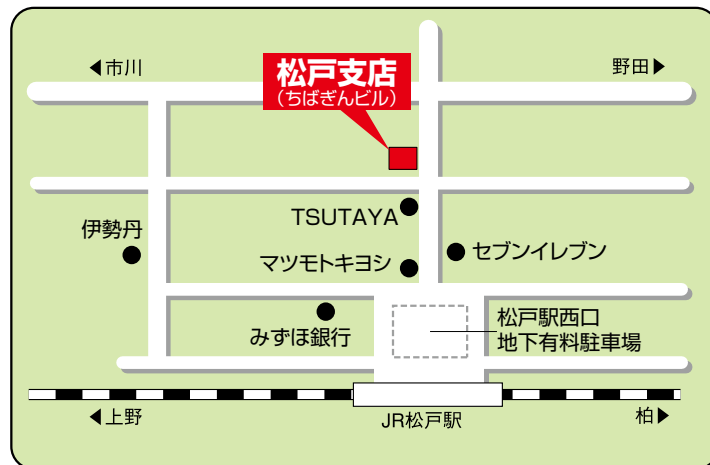 ◀市川
松戸支店
(ちばぎんビル)
野田▶
TSUTAYA
伊勢丹
セブンイレブン
マツモトキヨシ
みずほ銀行
松戸駅西口
地下有料駐車場
◀上野
JR松戸駅
柏▶